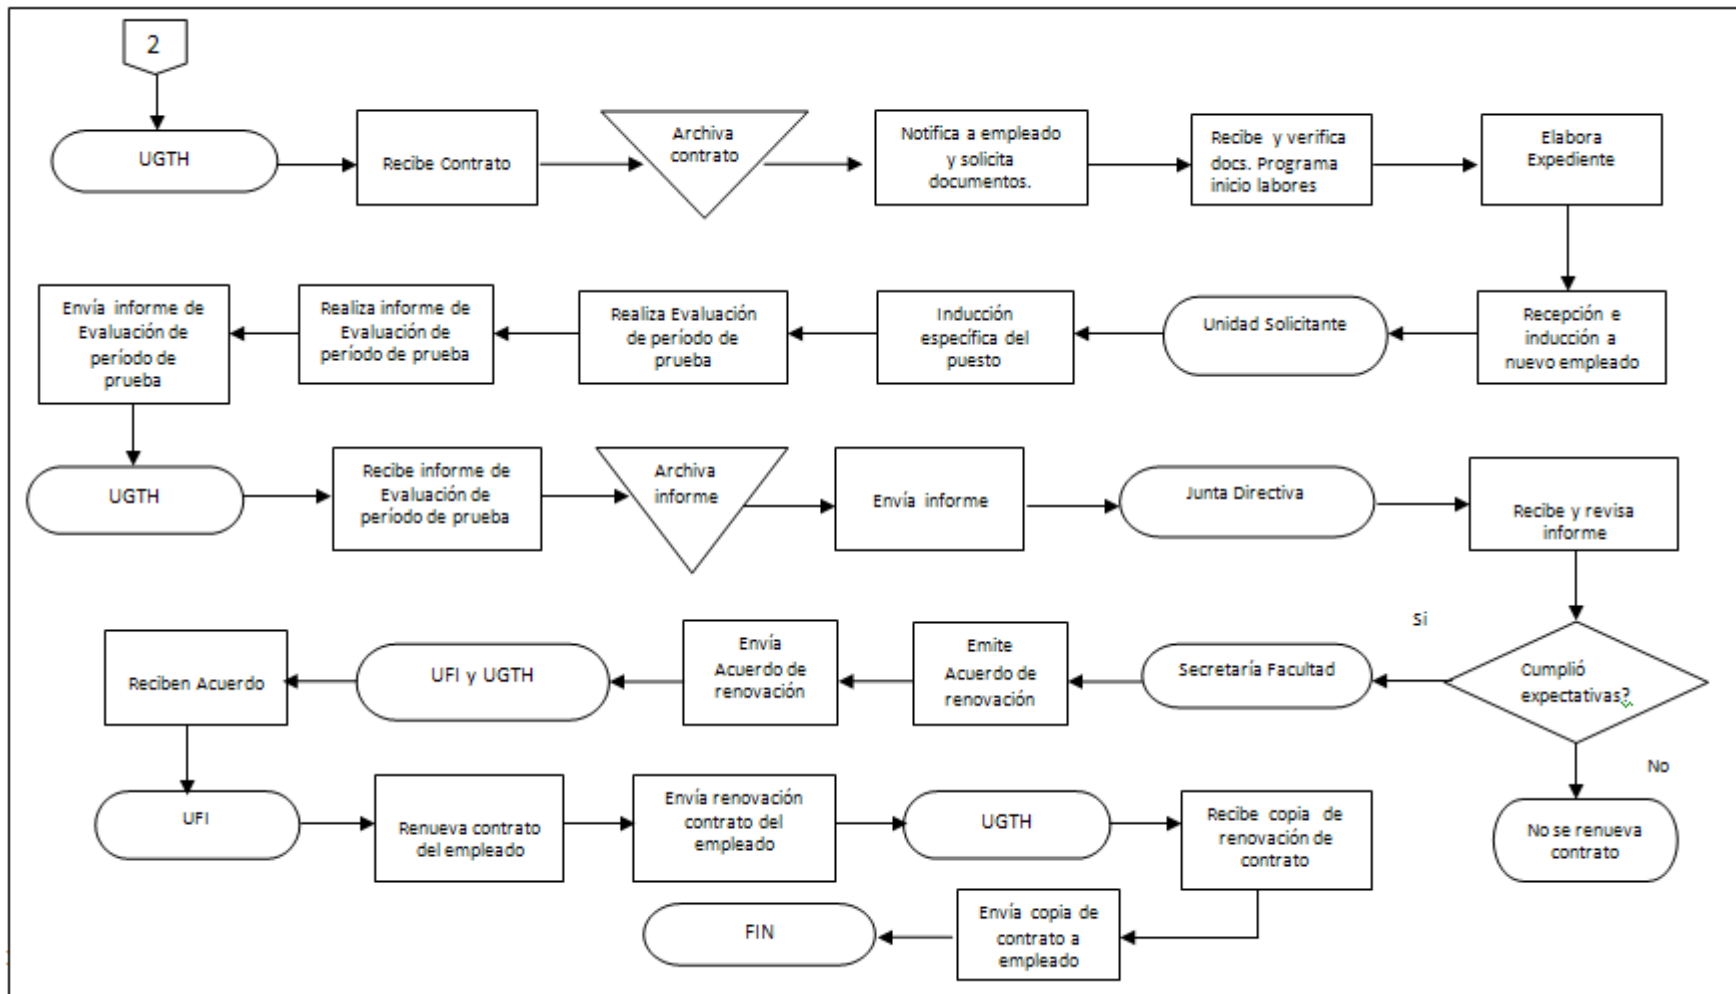 2
UGTH
Recibe Contrato
Archiva
contrato
Notifica a empleado
y solicita
documentos.
Recibe y verifica
docs. Programa
inicio labores
Elabora
Expediente
Envía informe de
Evaluación de
período de
prueba
Realiza informe de
Evaluación de
período de prueba
Realiza Evaluación
de período de
prueba
Inducción
específica del
puesto
Unidad Solicitante
Recepción e
inducción a
nuevo empleado
UGTH
Recibe informe de
Evaluación de
período de prueba
Archiva
informe
Envía informe
Junta Directiva
Recibe y revisa
informe
Reciben Acuerdo
UFI y UGTH
Envía
Acuerdo de
renovación
Emite
Acuerdo de
renovación
Secretaría Facultad
Si
Cumplió
expectativas?
No
UFI
Renueva contrato
del empleado
Envía renovación
contrato del
empleado
UGTH
Recibe copia de
renovación de
contrato
No se renueva
contrato
FIN
Envía copia de
contrato a
empleado